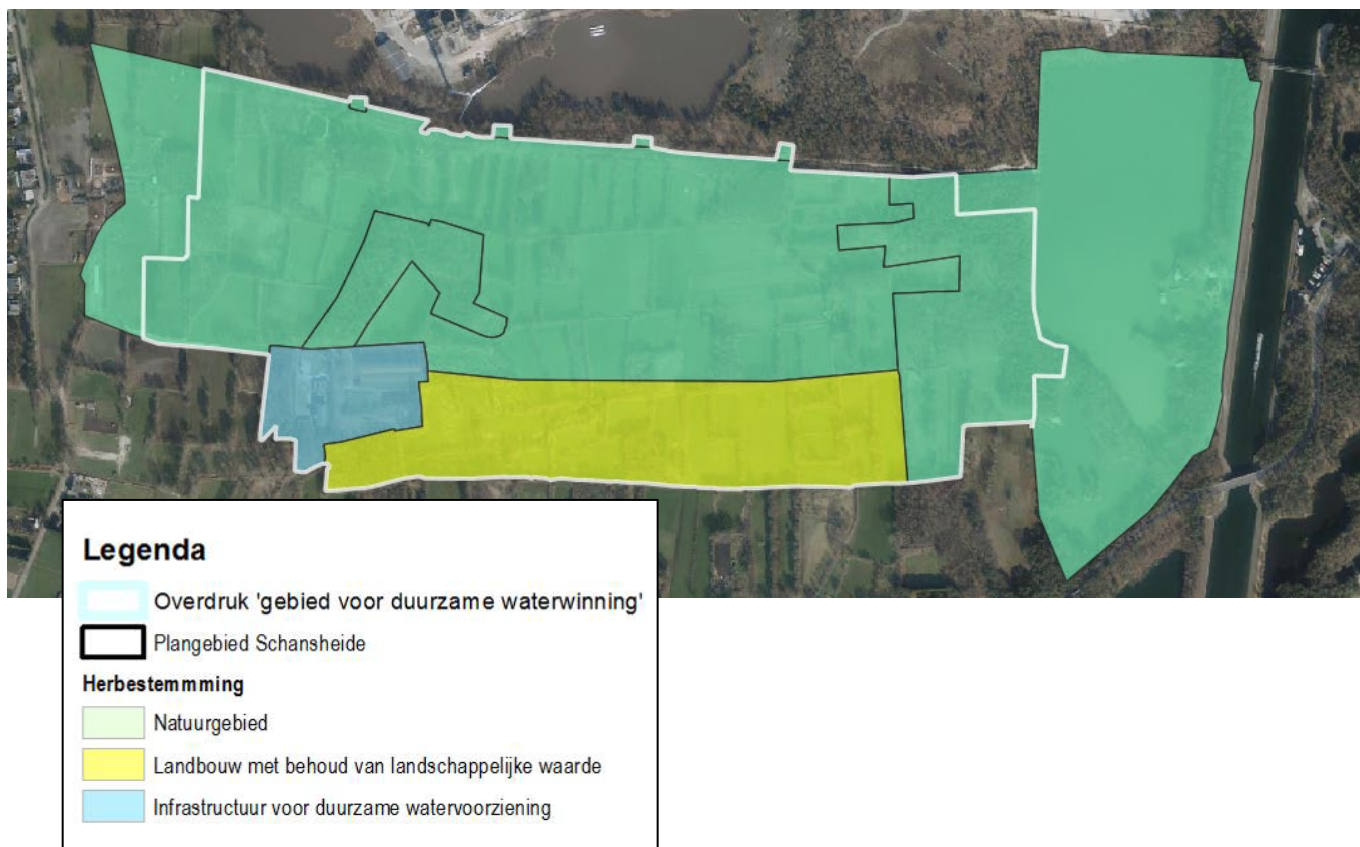 Legenda
Overdruk 'gebied voor duurzame waterwinning'
Plangebied Schansheide
Herbestemmming
Natuurgebied
Landbouw met behoud van landschappelijke waarde
Infrastructuur voor duurzame watervoorziening